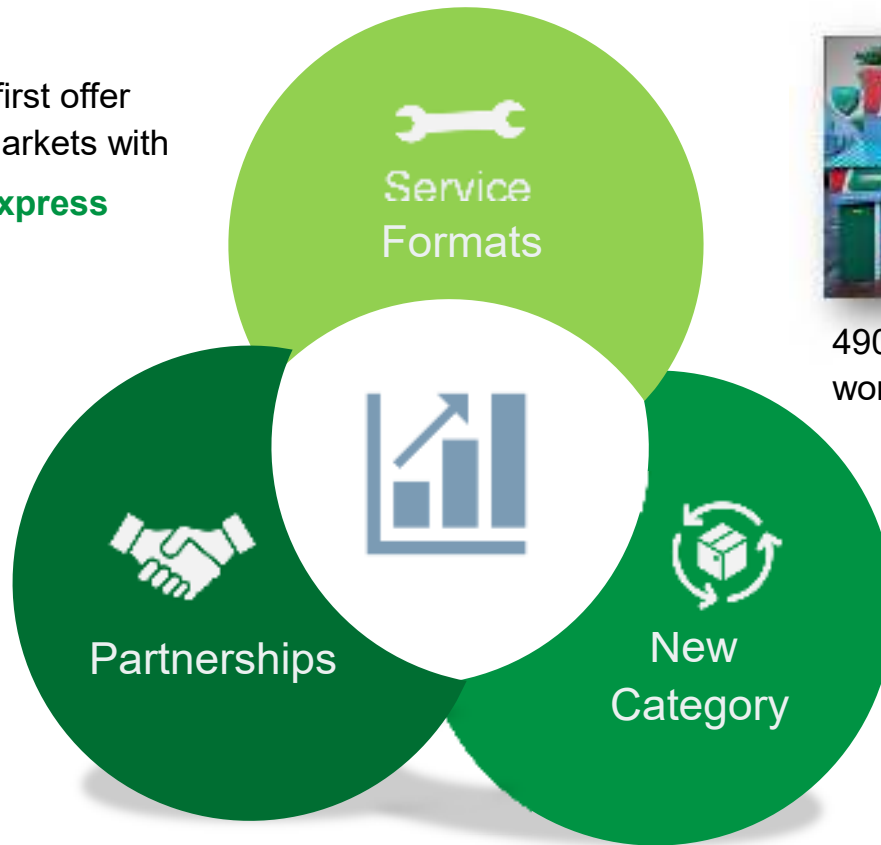 first offer
arkets with
xpress
Service
Formats
490
wor
Partnerships
New
Category